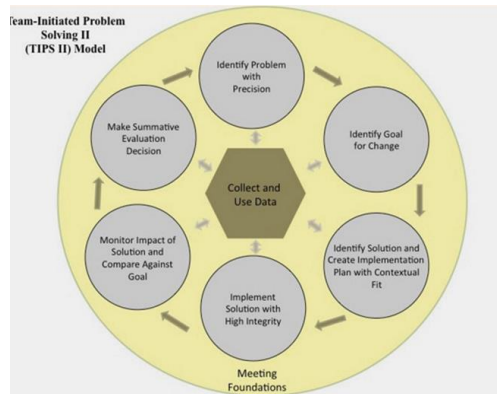 Team-Initiated Problem
Solving II
(TIPS II) Model
Identify Problem
with
Precision
Identify Goal
for Change
Identify Solution and
Create Implementation
Plan with Contextual
Fit
Implement
Solution with
High Integrity
Monitor Impact of
Solution and
Compare Against
Goal
Make Summative
Evaluation
Decision
Collect and
Use Data
Meeting
Foundations